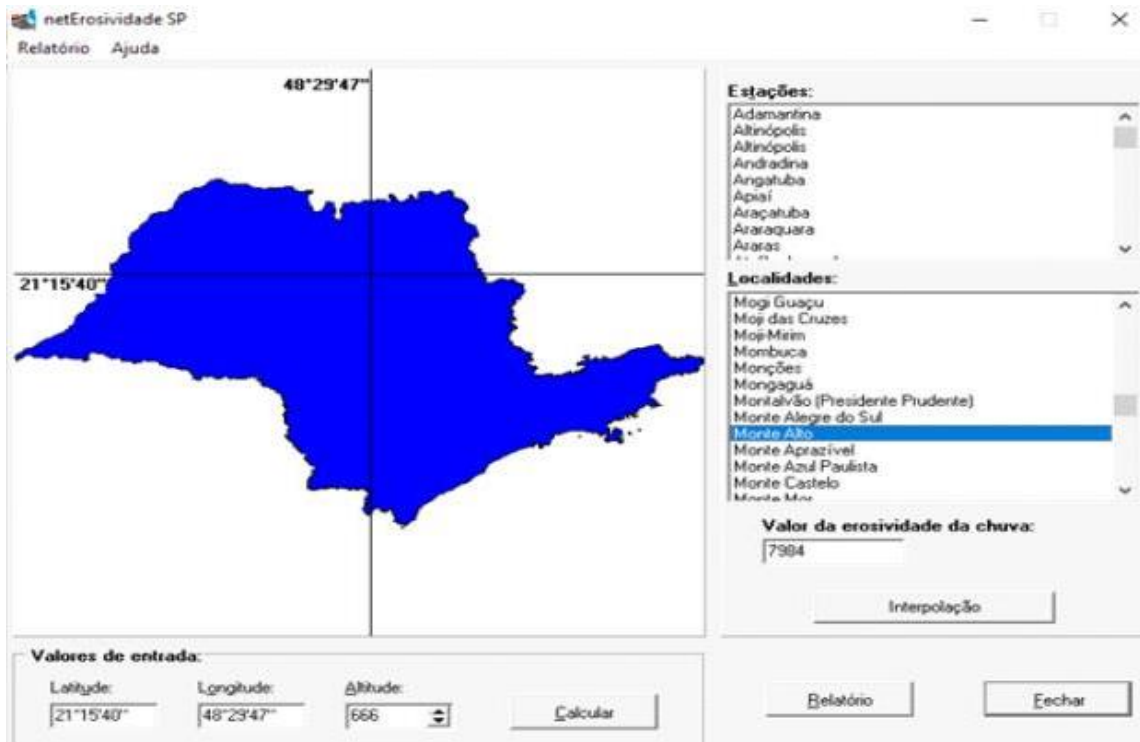 netErosividade SP
Relatório Ajuda
48°29'47"
21°15'40"
Estações:
Adamantina
Altinópolis
Altinópolis
Andradina
Angatuba
Apiaí
Araçatuba
Araraquara
Araras
Localidades:
Mogi Guaçu
Moji das Cruzes
Moji-Mirim
Mombuca
Monções
Mongaguá
Montalvão (Presidente Prudente)
Monte Alegre do Sul
Monte Alto
Monte Aprazível
Monte Azul Paulista
Monte Castelo
Monte Mor
Valor da erosividade da chuva:
7984
Interpolação
Valores de entrada:
Latitude: Longitude: Altitude:
21°15'40" 48°29'47" 666 Calcular
Relatório Fechar